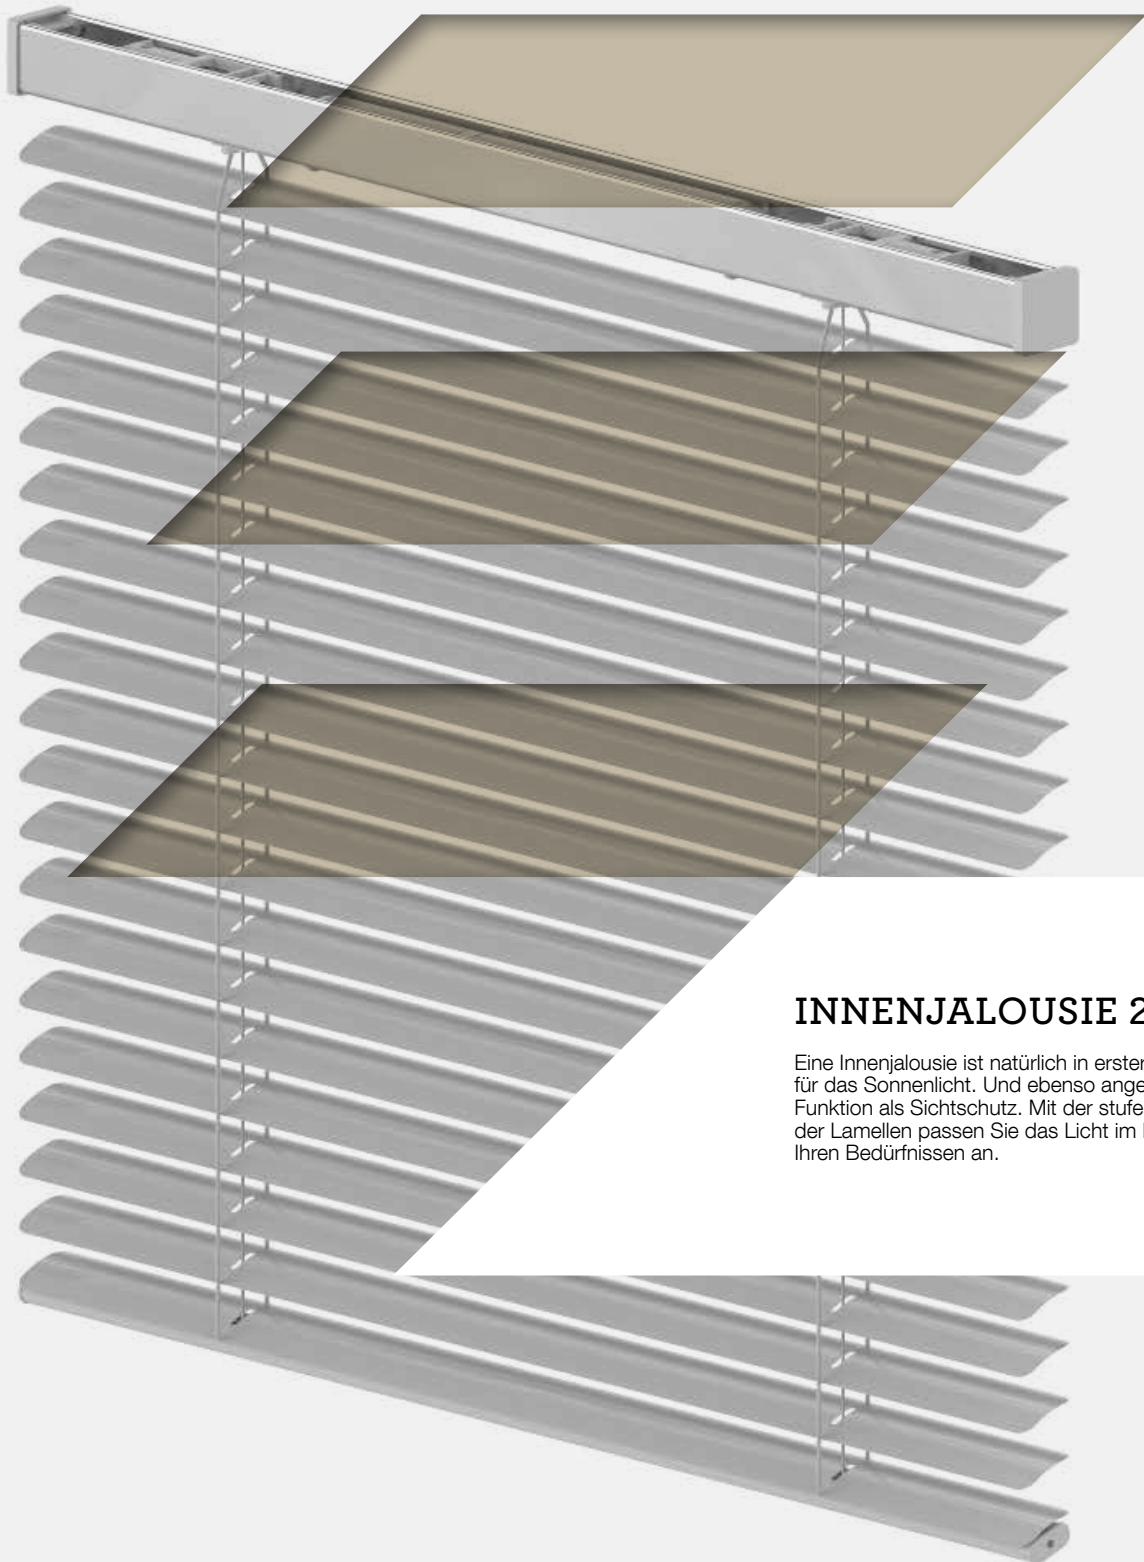 INNENJALOUSIE 2
Eine Innenjalousie ist natürlich in erster
für das Sonnenlicht. Und ebenso ange
Funktion als Sichtschutz. Mit der stufe
der Lamellen passen Sie das Licht im
Ihren Bedürfnissen an.